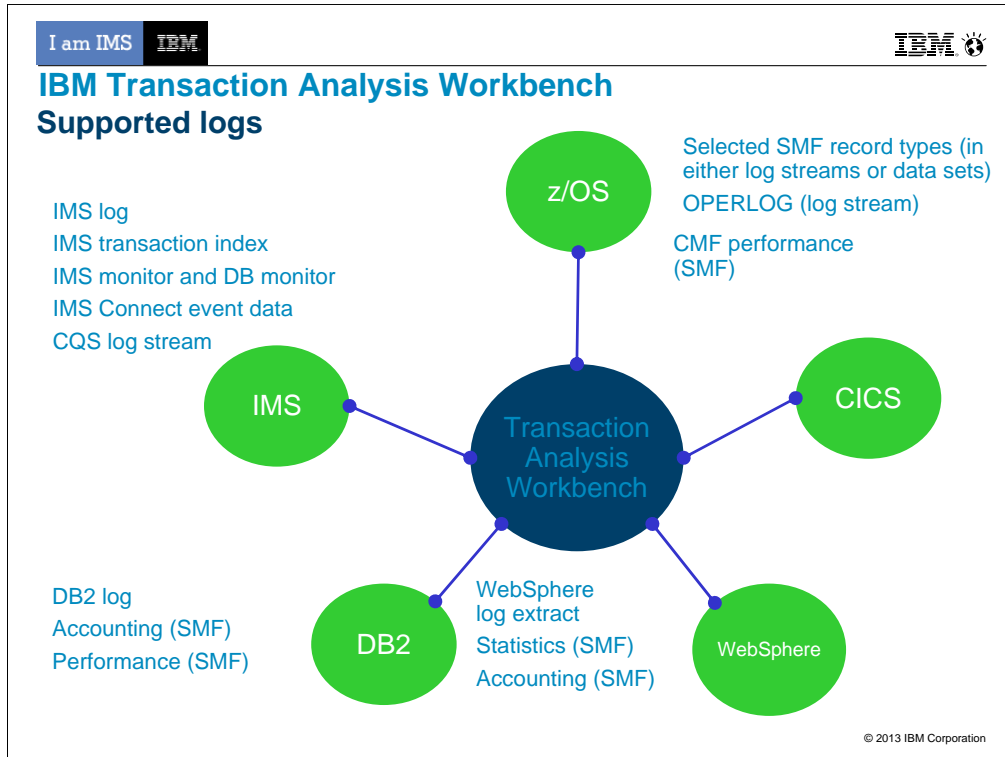 I am IMS IBM
IBM
IBM Transaction Analysis Workbench
Supported logs
Selected SMF record types (in
either log streams or data sets)
OPERLOG (log stream)
z/OS
CMF performance
(SMF)
IMS log
IMS transaction index
IMS monitor and DB monitor
IMS Connect event data
CQS log stream
IMS
CICS
Transaction
Analysis
Workbench
DB2 log
Accounting (SMF)
Performance (SMF)
DB2
WebSphere
log extract
Statistics (SMF)
Accounting (SMF)
WebSphere
© 2013 IBM Corporation